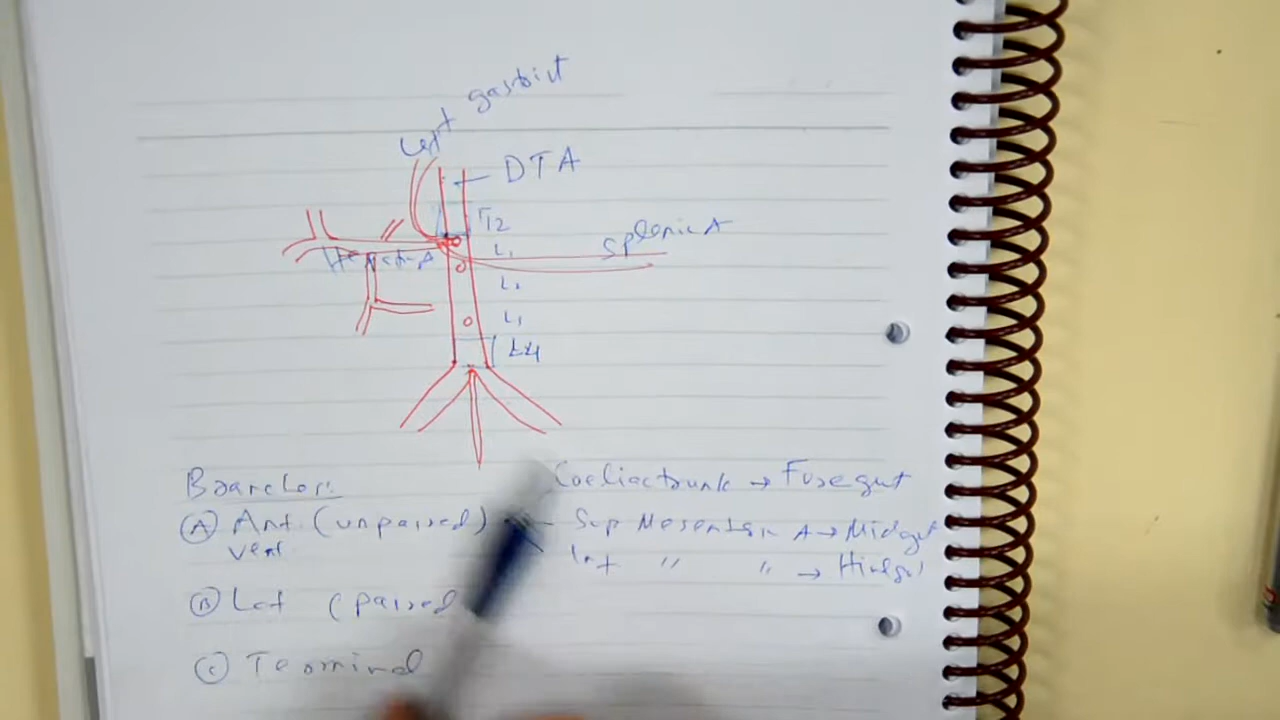 Left gastric
DTA
T12
Splenic A
L1
Hepatic A
L2
L3
L4
Branches:
(A) Ant. (unpaired)
vent
Coeliac trunk → Foregut
Sup Mesenteric A → Midgut
Inf " " → Hindgut
(B) Lat (paired
(C) Terminal